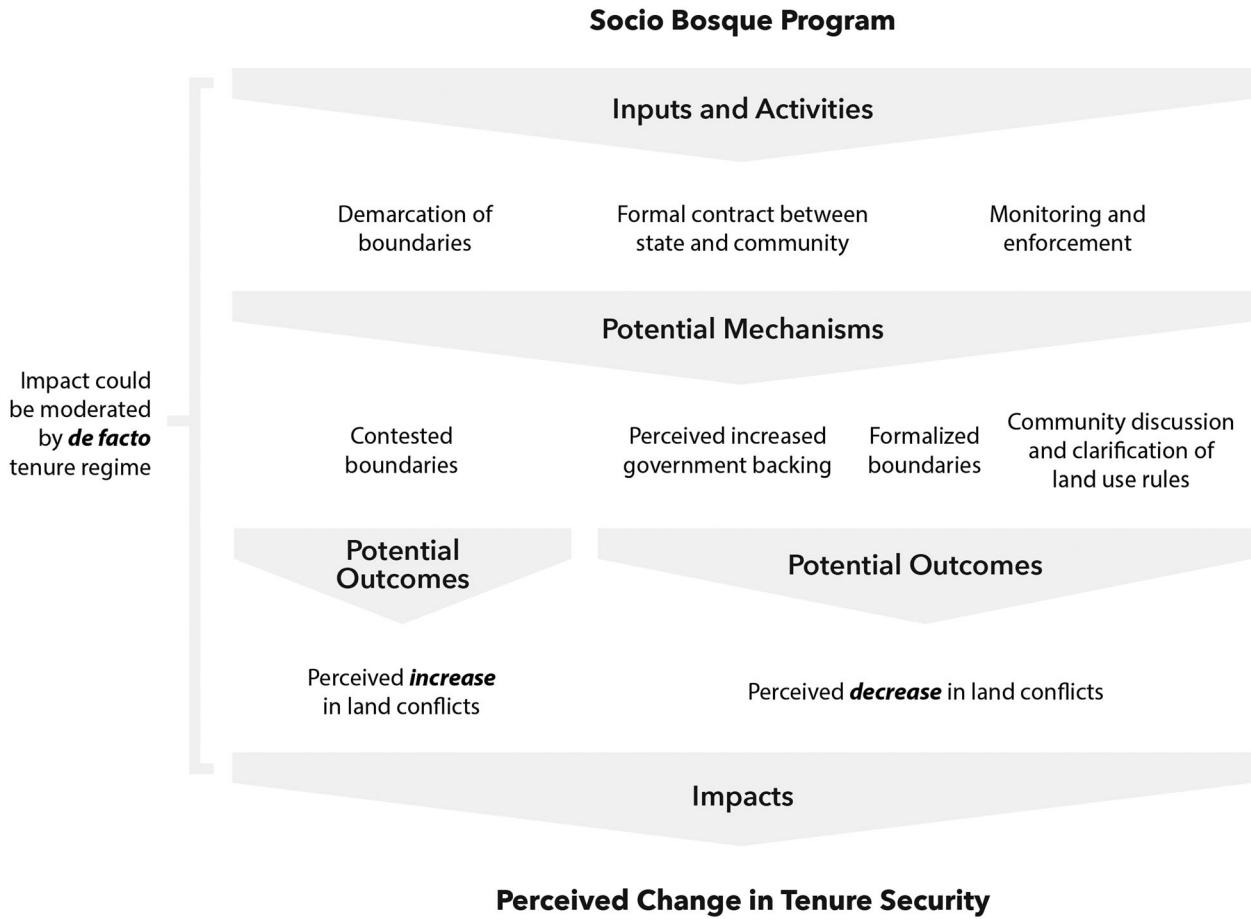 Socio Bosque Program
Inputs and Activities
Demarcation of
boundaries
Formal contract between
state and community
Monitoring and
enforcement
Potential Mechanisms
Impact could
be moderated
by de facto
tenure regime
Contested
boundaries
Perceived increased
government backing
Formalized
boundaries
Community discussion
and clarification of
land use rules
Potential
Outcomes
Potential Outcomes
Perceived increase
in land conflicts
Perceived decrease in land conflicts
Impacts
Perceived Change in Tenure Security